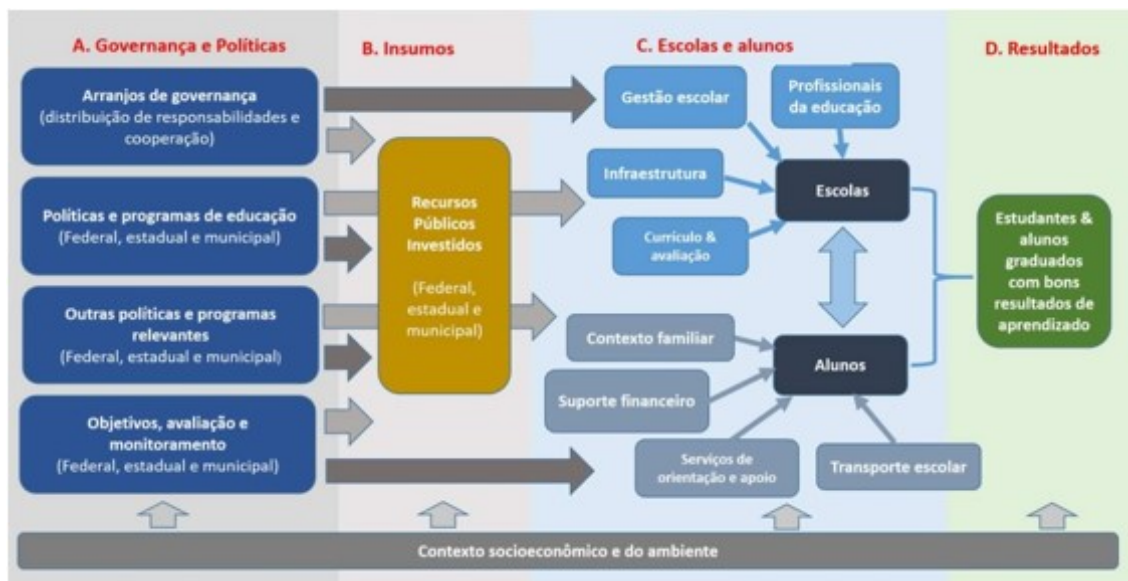 A. Governança e Políticas
B. Insumos
C. Escolas e alunos
D. Resultados
Arranjos de governança
(distribuição de responsabilidades e
cooperação)
Políticas e programas de educação
(Federal, estadual e municipal)
Outras políticas e programas
relevantes
(Federal, estadual e municipal)
Objetivos, avaliação e
monitoramento
(Federal, estadual e municipal)
Recursos
Públicos
Investidos
(Federal,
estadual e
municipal)
Gestão escolar
Profissionais
da educação
Infraestrutura
Escolas
Currículo &
avaliação
Contexto familiar
Alunos
Suporte financeiro
Serviços de
orientação e apoio
Transporte escolar
Estudantes &
alunos
graduados
com bons
resultados de
aprendizado
Contexto socioeconômico e do ambiente